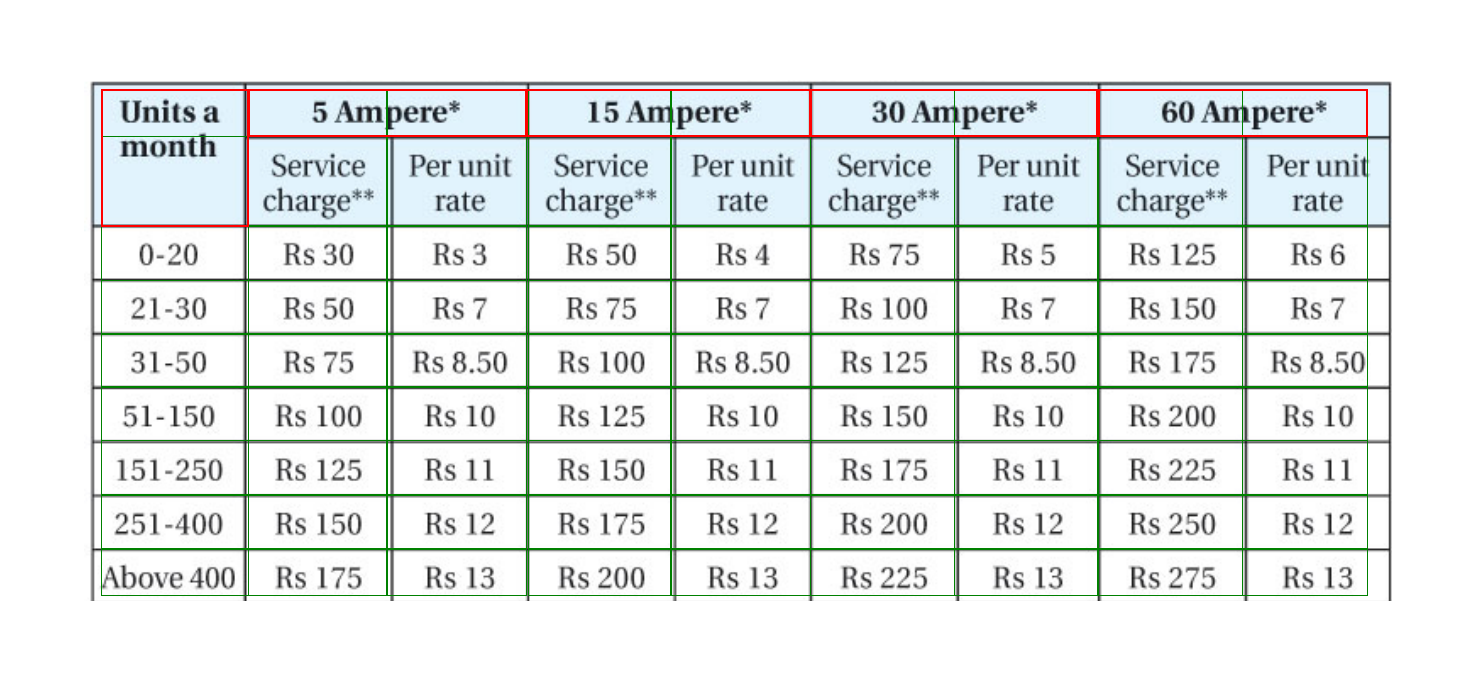 Units a month 5 Ampere* 15 Ampere* 30 Ampere* 60 Ampere*
Service charge** Per unit rate Service charge** Per unit rate Service charge** Per unit rate Service charge** Per unit rate
0-20 Rs 30 Rs 3 Rs 50 Rs 4 Rs 75 Rs 5 Rs 125 Rs 6
21-30 Rs 50 Rs 7 Rs 75 Rs 7 Rs 100 Rs 7 Rs 150 Rs 7
31-50 Rs 75 Rs 8.50 Rs 100 Rs 8.50 Rs 125 Rs 8.50 Rs 175 Rs 8.50
51-150 Rs 100 Rs 10 Rs 125 Rs 10 Rs 150 Rs 10 Rs 200 Rs 10
151-250 Rs 125 Rs 11 Rs 150 Rs 11 Rs 175 Rs 11 Rs 225 Rs 11
251-400 Rs 150 Rs 12 Rs 175 Rs 12 Rs 200 Rs 12 Rs 250 Rs 12
Above 400 Rs 175 Rs 13 Rs 200 Rs 13 Rs 225 Rs 13 Rs 275 Rs 13